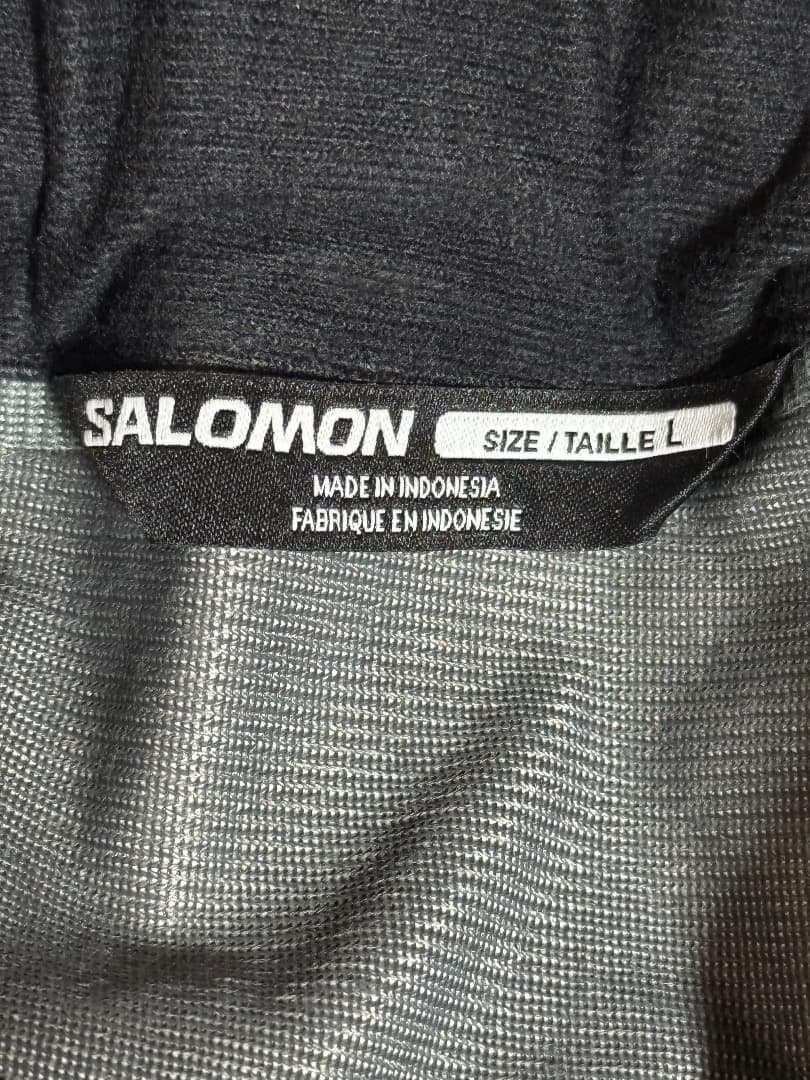 SALOMON SIZE / TAILLE L
MADE IN INDONESIA
FABRIQUE EN INDONESIE